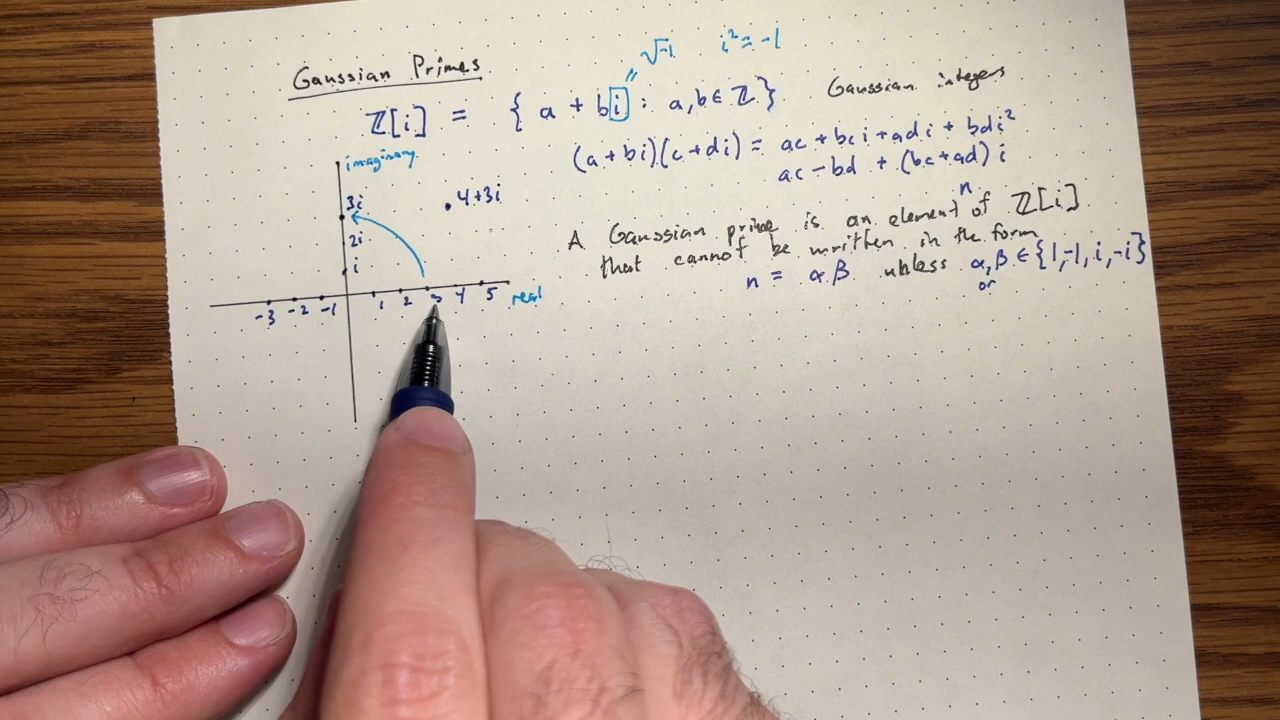 Gaussian Primes
√-1 i² = -1
ℤ[i] = { a + bi : a, b ∈ ℤ } Gaussian integers
(a + bi)(c + di) = ac + bci + adi + bdi²
ac - bd + (bc + ad) i
imaginary
3i
2i
i
.4+3i
-3 -2 -1 1 2 3 4 5 real
n
A Gaussian prime is an element of ℤ[i]
that cannot be written in the form
n = αβ unless α, β ∈ {1, -1, i, -i}
or